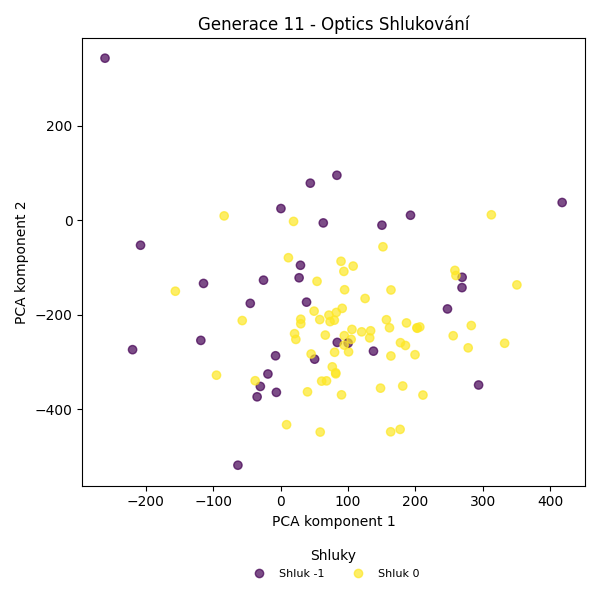 Generace 11 - Optics Shlukování
PCA komponent 2
200
0
−200
−400
−200
−100
0
100
200
300
400
PCA komponent 1
Shluky
Shluk -1
Shluk 0